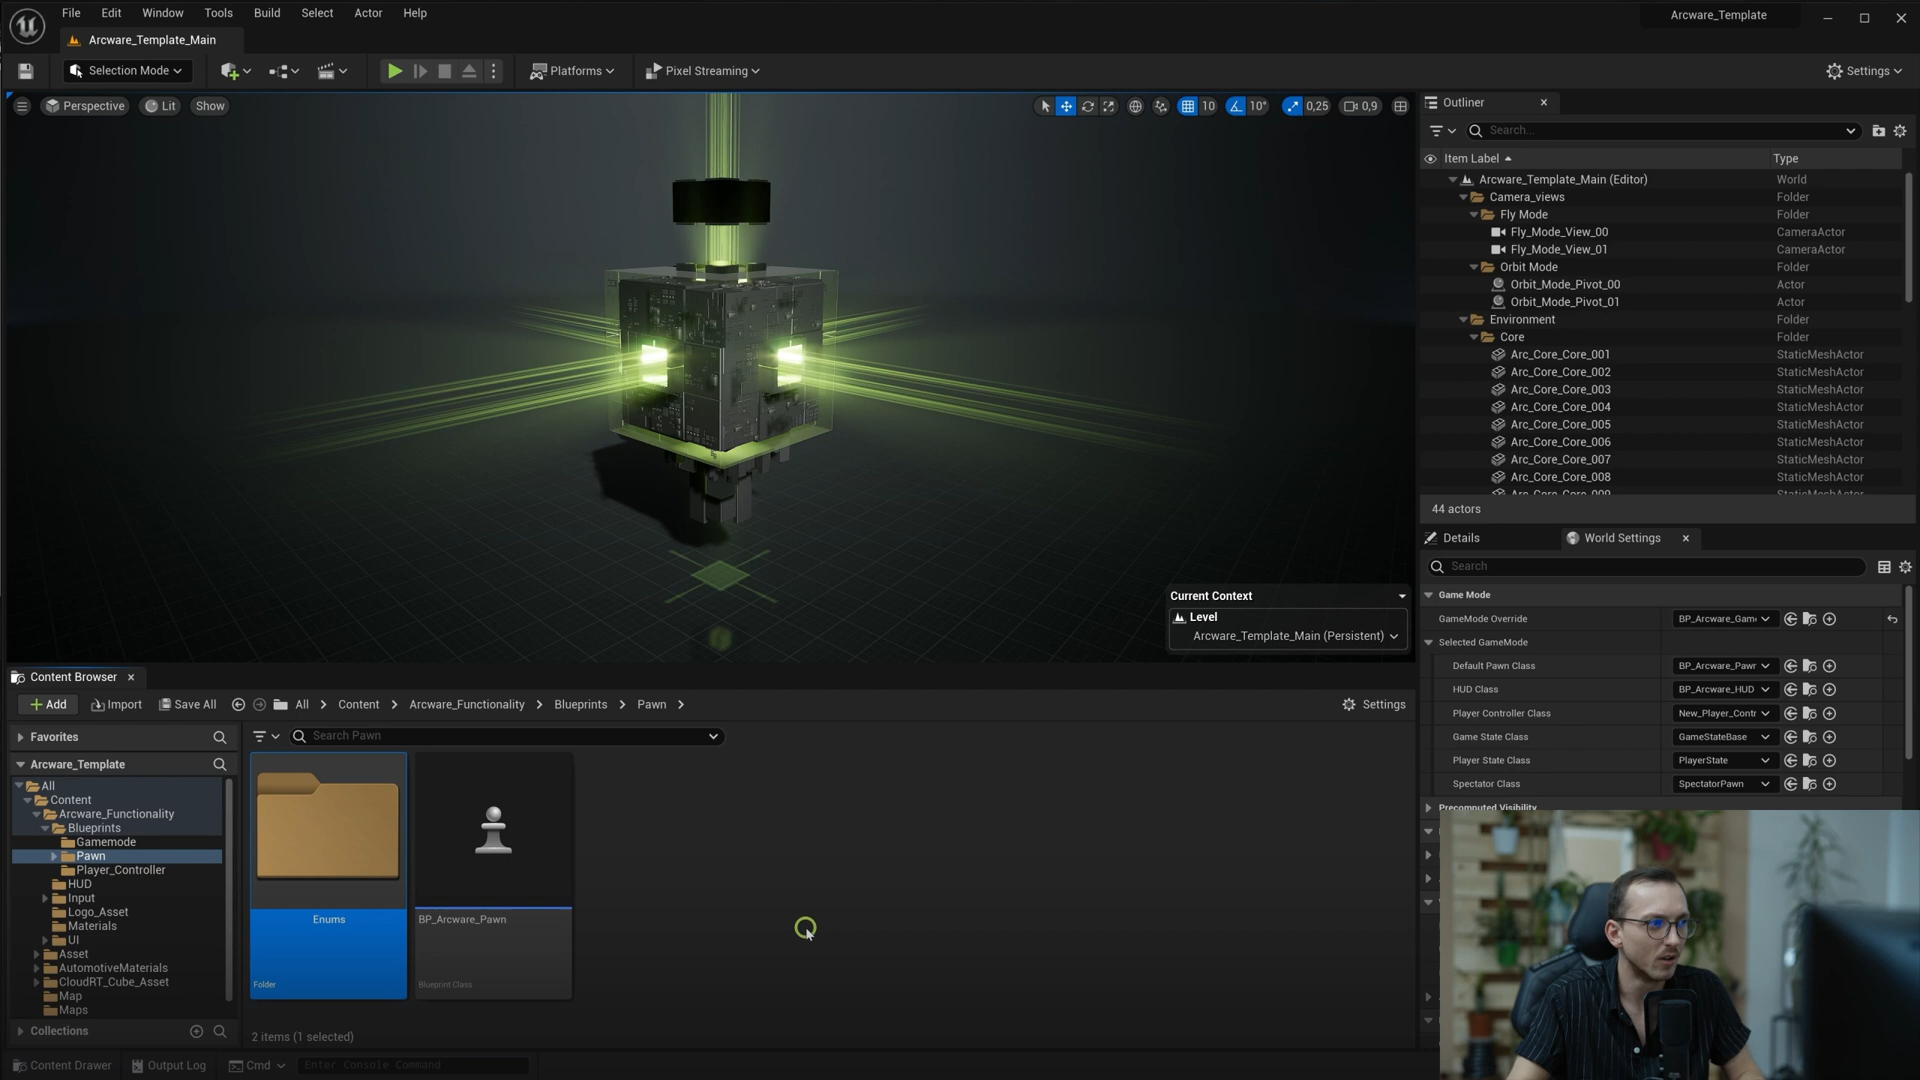 File Edit Window Tools Build Select Actor Help
Arcware_Template
Arcware_Template_Main
Selection Mode
Platforms
Pixel Streaming
Settings
Perspective
Lit
Show
10
10°
0,25
0,9
Outliner
Search...
Item Label
Type
Arcware_Template_Main (Editor) World
Camera_views Folder
Fly Mode Folder
Fly_Mode_View_00 CameraActor
Fly_Mode_View_01 CameraActor
Orbit Mode Folder
Orbit_Mode_Pivot_00 Actor
Orbit_Mode_Pivot_01 Actor
Environment Folder
Core Folder
Arc_Core_Core_001 StaticMeshActor
Arc_Core_Core_002 StaticMeshActor
Arc_Core_Core_003 StaticMeshActor
Arc_Core_Core_004 StaticMeshActor
Arc_Core_Core_005 StaticMeshActor
Arc_Core_Core_006 StaticMeshActor
Arc_Core_Core_007 StaticMeshActor
Arc_Core_Core_008 StaticMeshActor
Arc_Core_Core_009 StaticMeshActor
44 actors
Details
World Settings
Search
Game Mode
GameMode Override BP_Arcware_Gam
Selected GameMode
Default Pawn Class BP_Arcware_Pawr
HUD Class BP_Arcware_HUD
Player Controller Class New_Player_Contr
Game State Class GameStateBase
Player State Class PlayerState
Spectator Class SpectatorPawn
Precomputed Visibility
Current Context
Level
Arcware_Template_Main (Persistent)
Content Browser
Add
Import
Save All
All > Content > Arcware_Functionality > Blueprints > Pawn >
Settings
Favorites
Search Pawn
Arcware_Template
All
Content
Arcware_Functionality
Blueprints
Gamemode
Pawn
Player_Controller
HUD
Input
Logo_Asset
Materials
UI
Asset
AutomotiveMaterials
CloudRT_Cube_Asset
Map
Maps
Collections
Enums
Folder
BP_Arcware_Pawn
Blueprint Class
2 items (1 selected)
Content Drawer
Output Log
Cmd
Enter Console Command